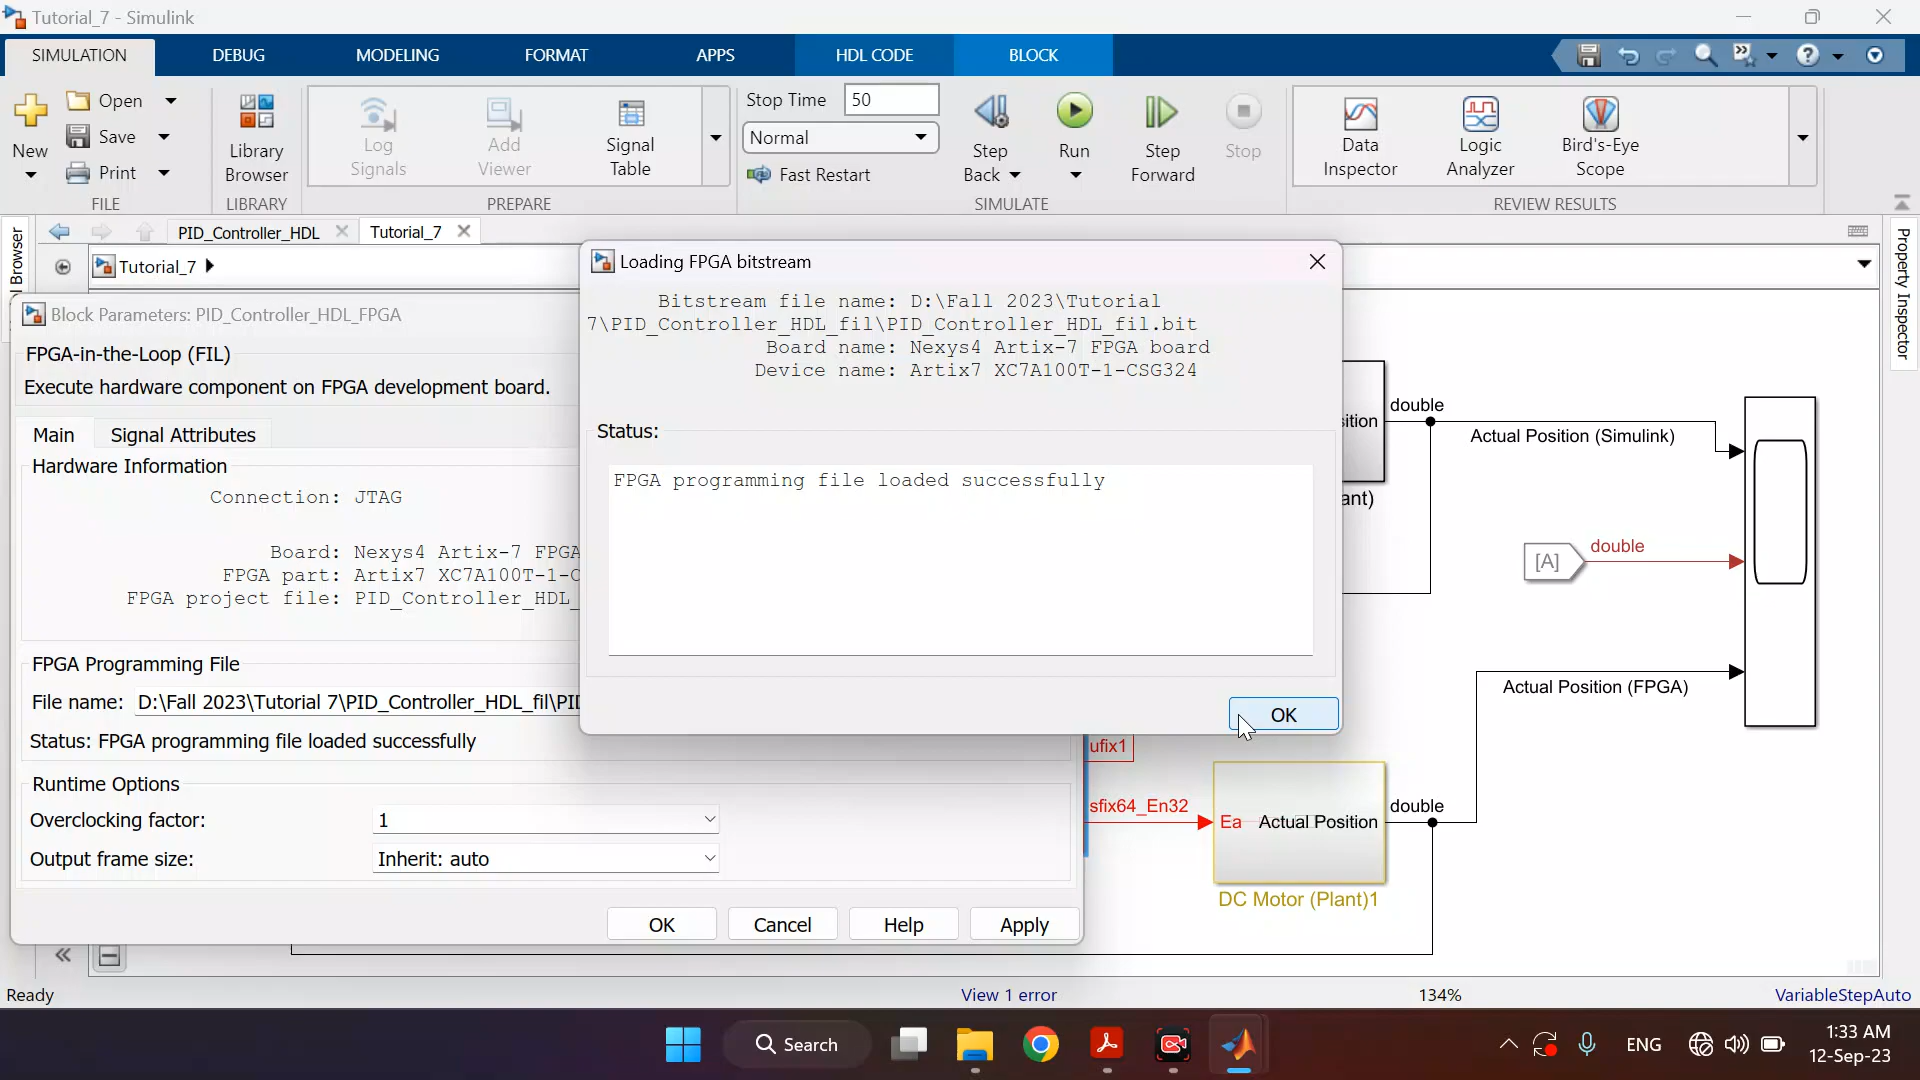 Tutorial_7 - Simulink
SIMULATION
DEBUG
MODELING
FORMAT
APPS
HDL CODE
BLOCK
New
Open
Save
Print
FILE
Library
Browser
LIBRARY
Log
Signals
Add
Viewer
Signal
Table
PREPARE
Stop Time 50
Normal
Fast Restart
Step
Back
Run
Step
Forward
Stop
SIMULATE
Data
Inspector
Logic
Analyzer
Bird's-Eye
Scope
REVIEW RESULTS
PID_Controller_HDL
Tutorial_7
Browser
Tutorial_7
Property Inspector
Block Parameters: PID_Controller_HDL_FPGA
FPGA-in-the-Loop (FIL)
Execute hardware component on FPGA development board.
Main
Signal Attributes
Hardware Information
Connection: JTAG
Board: Nexys4 Artix-7 FPGA
FPGA part: Artix7 XC7A100T-1-C
FPGA project file: PID_Controller_HDL_
FPGA Programming File
File name: D:\Fall 2023\Tutorial 7\PID_Controller_HDL_fil\PID
Status: FPGA programming file loaded successfully
Runtime Options
Overclocking factor: 1
Output frame size: Inherit: auto
OK
Cancel
Help
Apply
Loading FPGA bitstream
Bitstream file name: D:\Fall 2023\Tutorial
7\PID_Controller_HDL_fil\PID_Controller_HDL_fil.bit
Board name: Nexys4 Artix-7 FPGA board
Device name: Artix7 XC7A100T-1-CSG324
Status:
FPGA programming file loaded successfully
OK
ition
ant)
double
Actual Position (Simulink)
[A]
double
Actual Position (FPGA)
ufix1
sfix64_En32
Ea
Actual Position
double
DC Motor (Plant)1
Ready
View 1 error
134%
VariableStepAuto
Search
ENG
1:33 AM
12-Sep-23